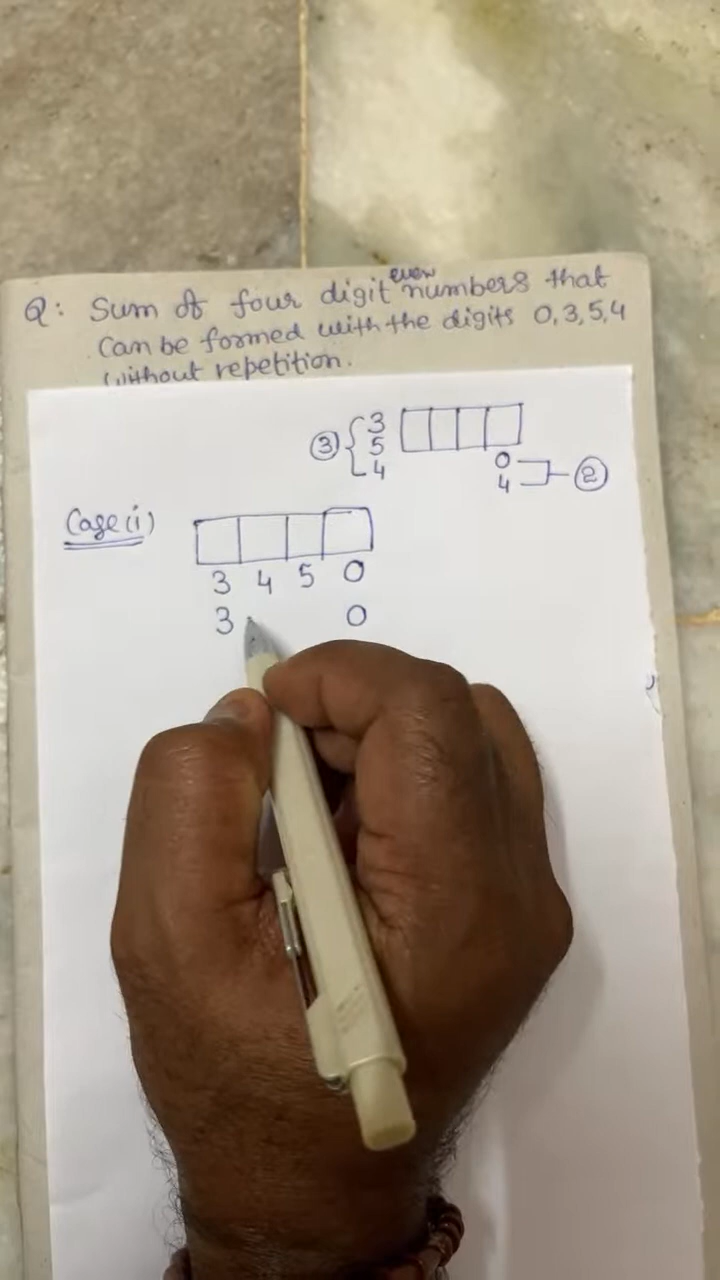 Q: Sum of four digit even numbers that
Can be formed with the digits 0,3,5,4
without repetition.
3
③ { 5
4
0
4 ②
Case(i)
3 4 5 0
3 0